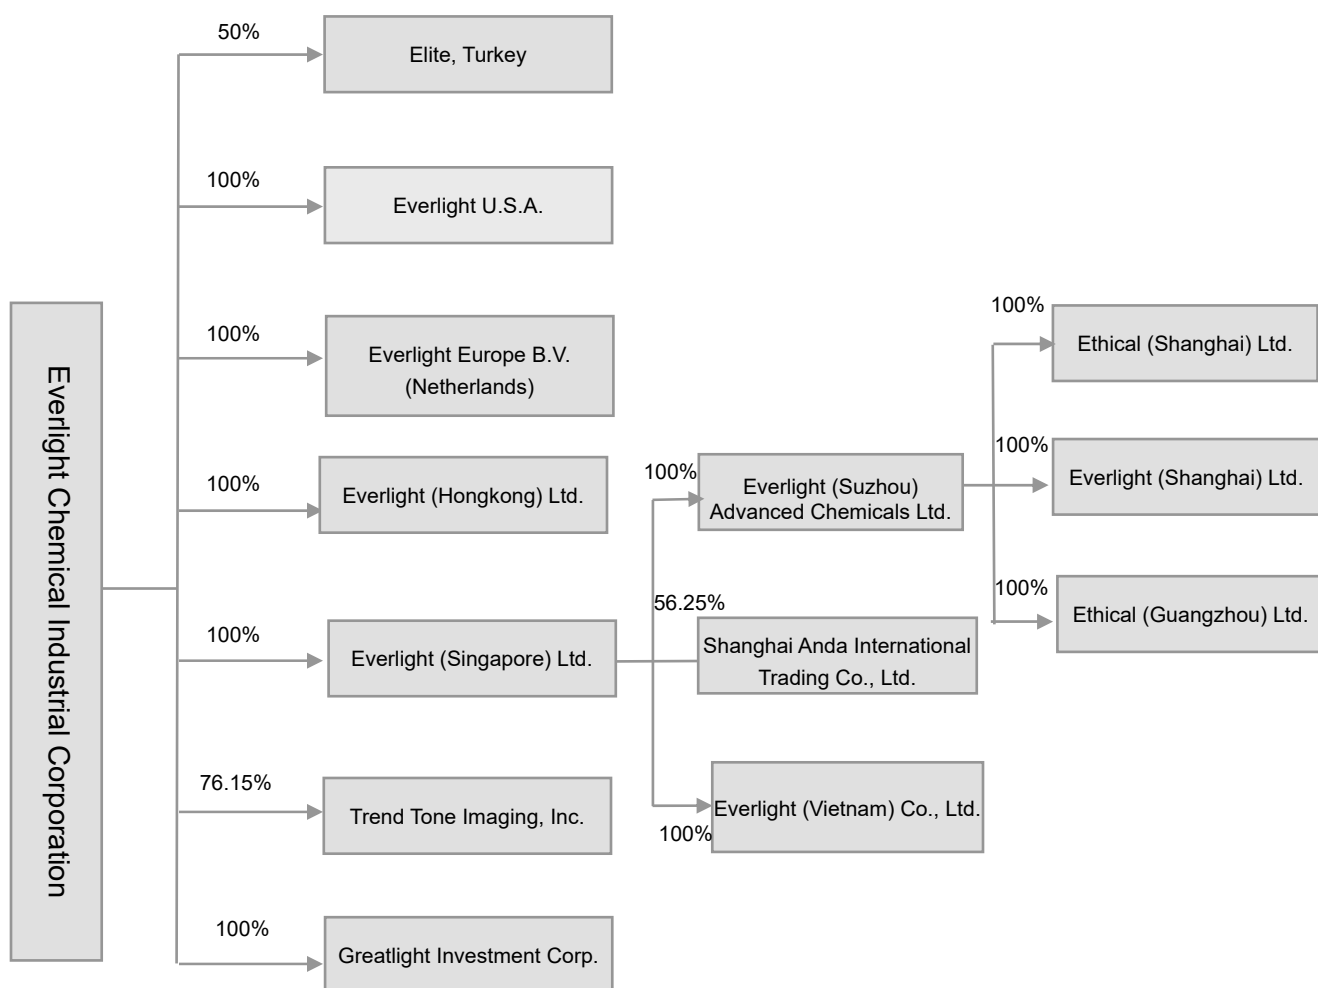 Everlight Chemical Industrial Corporation
50%
Elite, Turkey
100%
Everlight U.S.A.
100%
Everlight Europe B.V.
(Netherlands)
100%
Everlight (Hongkong) Ltd.
100%
Everlight (Singapore) Ltd.
76.15%
Trend Tone Imaging, Inc.
100%
Greatlight Investment Corp.
100%
Everlight (Suzhou)
Advanced Chemicals Ltd.
56.25%
Shanghai Anda International
Trading Co., Ltd.
Everlight (Vietnam) Co., Ltd.
100%
100%
Ethical (Shanghai) Ltd.
100%
Everlight (Shanghai) Ltd.
100%
Ethical (Guangzhou) Ltd.